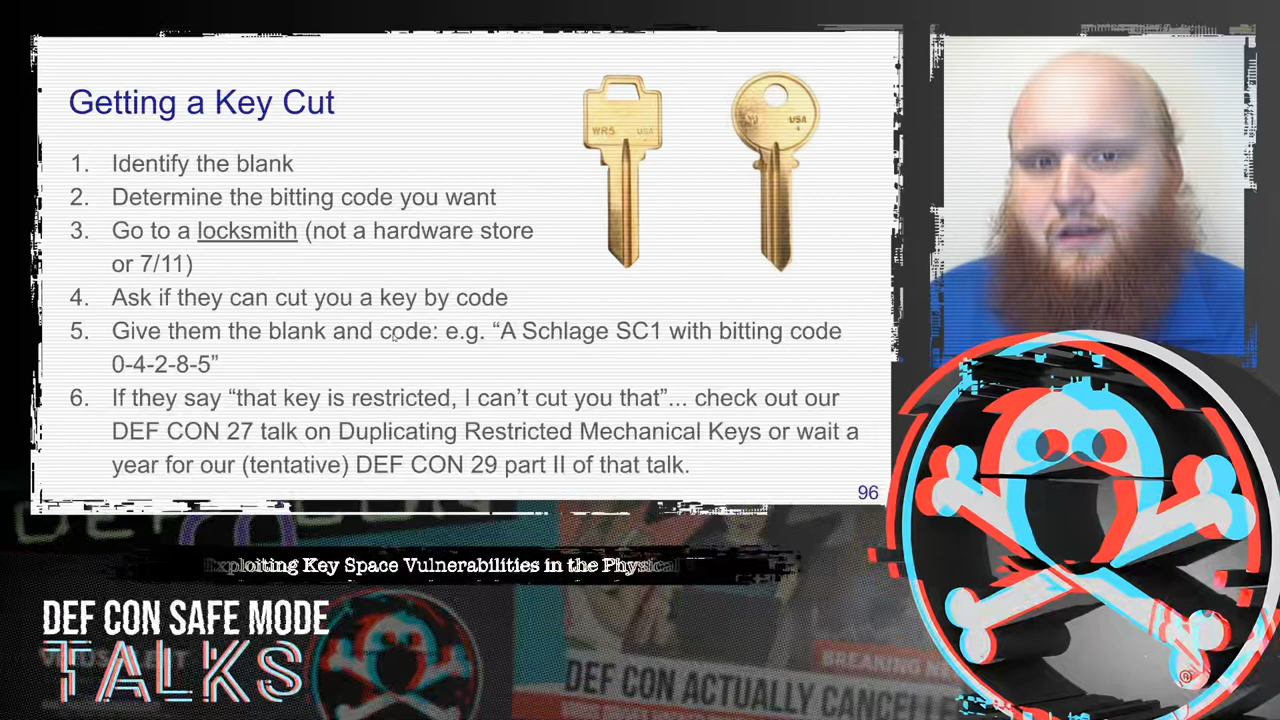 Getting a Key Cut
1. Identify the blank
2. Determine the bitting code you want
3. Go to a locksmith (not a hardware store
or 7/11)
4. Ask if they can cut you a key by code
5. Give them the blank and code: e.g. “A Schlage SC1 with bitting code
0-4-2-8-5”
6. If they say “that key is restricted, I can’t cut you that”... check out our
DEF CON 27 talk on Duplicating Restricted Mechanical Keys or wait a
year for our (tentative) DEF CON 29 part II of that talk.
WR5 USA
USA
96
DEF CON
Exploiting Key Space Vulnerabilities in the Physical
DEF CON SAFE MODE
TALKS
BREAKING
DEF CON ACTUALLY CANCELLE
®